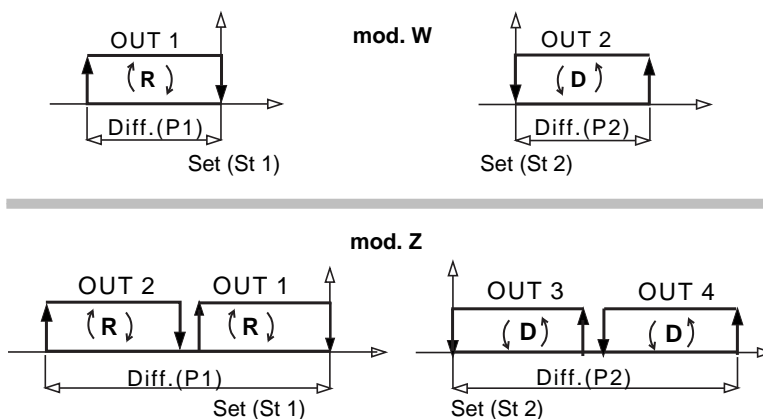 OUT 1
mod. W
OUT 2
R
D
Diff.(P1)
Diff.(P2)
Set (St 1)
Set (St 2)
mod. Z
OUT 2
OUT 1
OUT 3
OUT 4
R
R
D
D
Diff.(P1)
Diff.(P2)
Set (St 1)
Set (St 2)